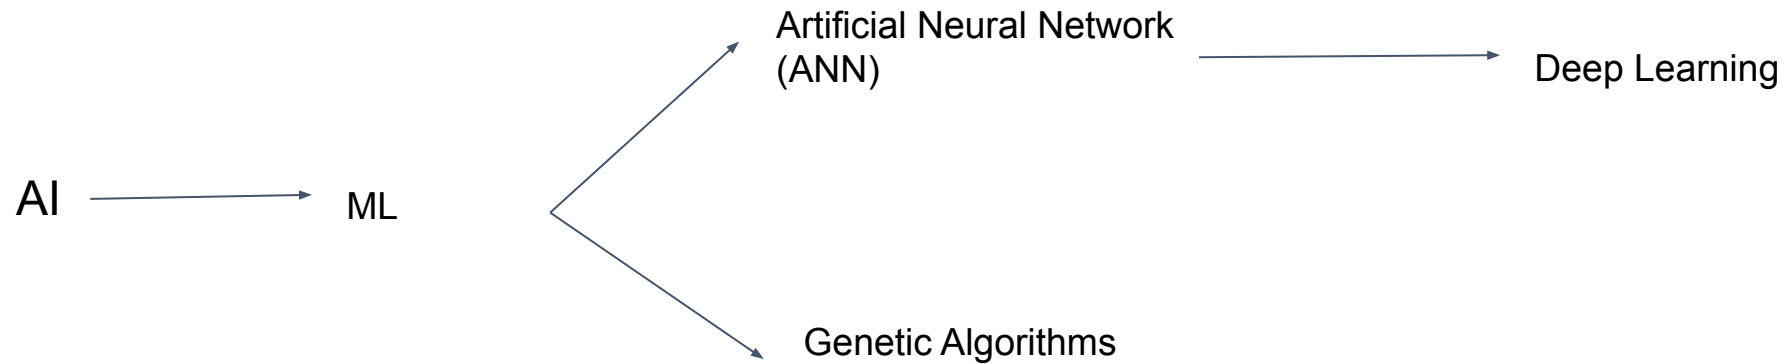 AI
ML
Artificial Neural Network
(ANN)
Deep Learning
Genetic Algorithms